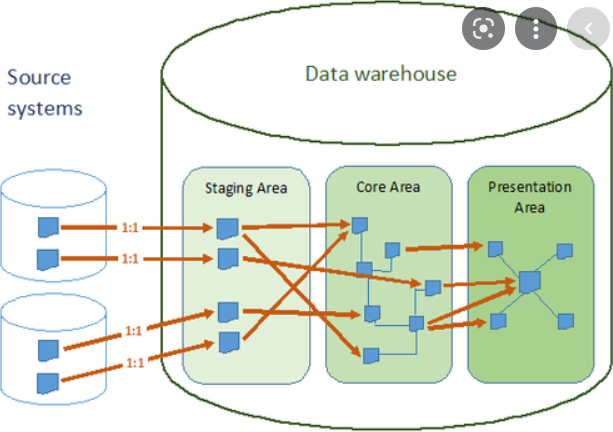 Source
systems
Data warehouse
Staging Area
Core Area
Presentation
Area
1:1
1:1
1:1
1:1